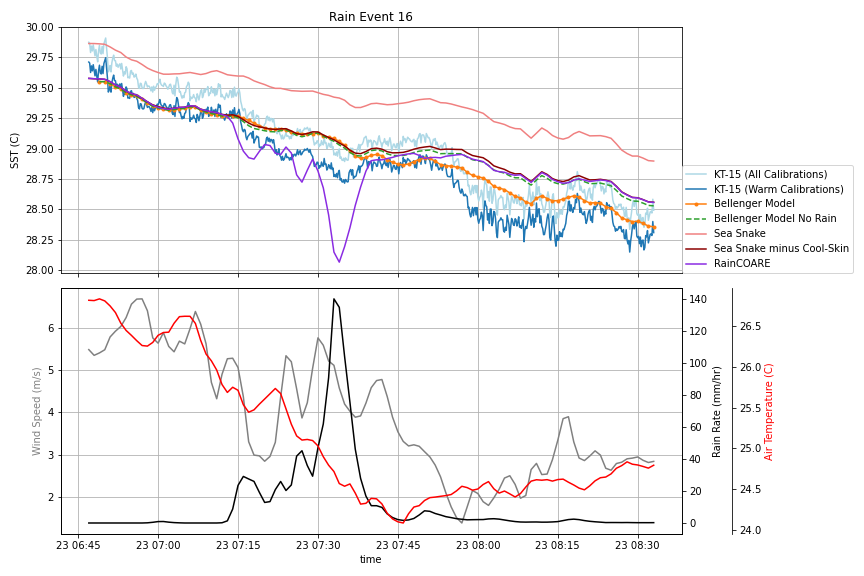 Rain Event 16
SST (C)
30.00
29.75
29.50
29.25
29.00
28.75
28.50
28.25
28.00
KT-15 (All Calibrations)
KT-15 (Warm Calibrations)
Bellenger Model
Bellenger Model No Rain
Sea Snake
Sea Snake minus Cool-Skin
RainCOARE
Wind Speed (m/s)
6
5
4
3
2
140
120
100
80
60
40
20
0
Rain Rate (mm/hr)
26.5
26.0
25.5
25.0
24.5
24.0
Air Temperature (C)
23 06:45 23 07:00 23 07:15 23 07:30 23 07:45 23 08:00 23 08:15 23 08:30
time